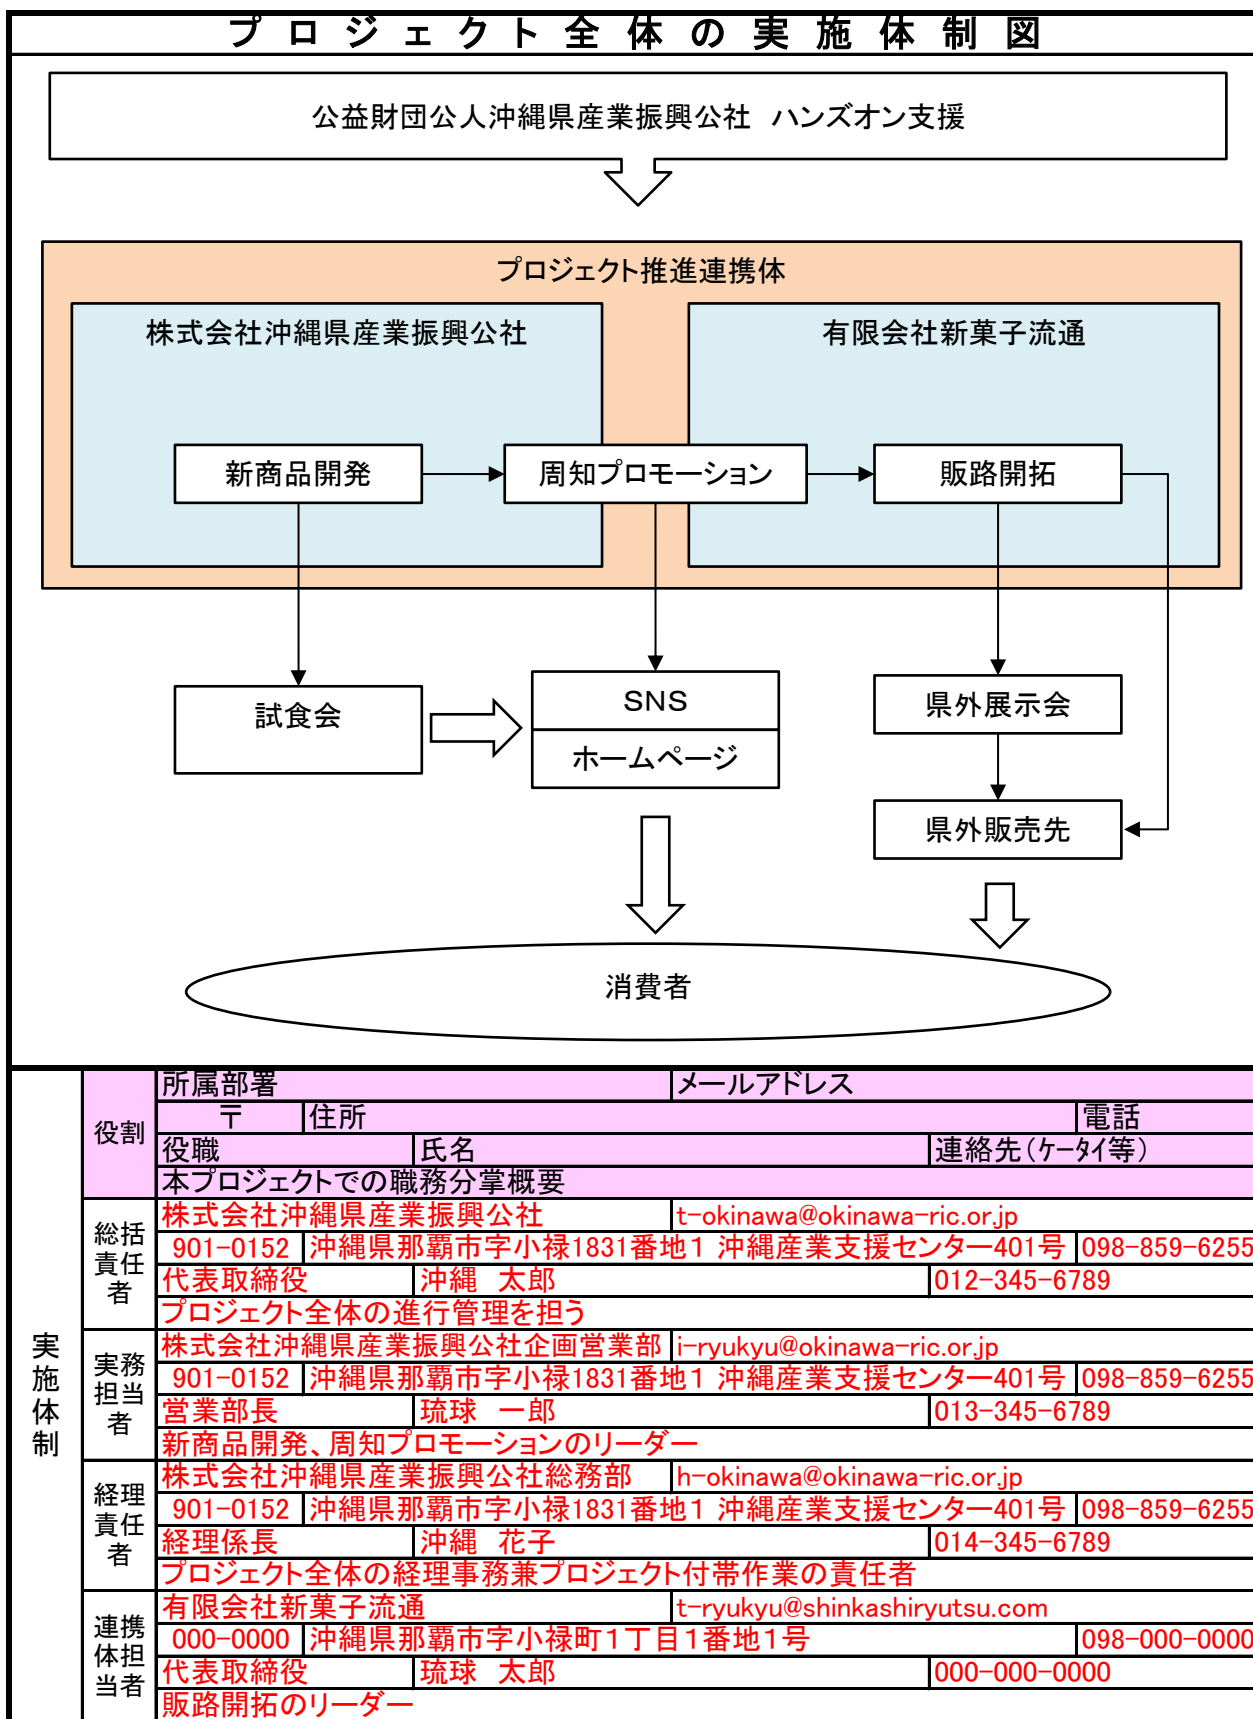 プロジェクト全体の実施体制図
公益財団公人沖縄県産業振興公社　ハンズオン支援
プロジェクト推進連携体
株式会社沖縄県産業振興公社
有限会社新菓子流通
新商品開発
周知プロモーション
販路開拓
試食会
SNS
ホームページ
県外展示会
県外販売先
消費者
実施体制
役割
所属部署 メールアドレス
〒 住所 電話
役職 氏名 連絡先（ケータイ等）
本プロジェクトでの職務分掌概要
総括責任者
株式会社沖縄県産業振興公社 t-okinawa@okinawa-ric.or.jp
901-0152 沖縄県那覇市字小禄1831番地1 沖縄産業支援センター401号 098-859-6255
代表取締役 沖縄 太郎 012-345-6789
プロジェクト全体の進行管理を担う
実務担当者
株式会社沖縄県産業振興公社企画営業部 i-ryukyu@okinawa-ric.or.jp
901-0152 沖縄県那覇市字小禄1831番地1 沖縄産業支援センター401号 098-859-6255
営業部長 琉球 一郎 013-345-6789
新商品開発、周知プロモーションのリーダー
経理責任者
株式会社沖縄県産業振興公社総務部 h-okinawa@okinawa-ric.or.jp
901-0152 沖縄県那覇市字小禄1831番地1 沖縄産業支援センター401号 098-859-6255
経理係長 沖縄 花子 014-345-6789
プロジェクト全体の経理事務兼プロジェクト付帯作業の責任者
連携体担当者
有限会社新菓子流通 t-ryukyu@shinkashiryutsu.com
000-0000 沖縄県那覇市字小禄町１丁目１番地１号 098-000-0000
代表取締役 琉球 太郎 000-000-0000
販路開拓のリーダー